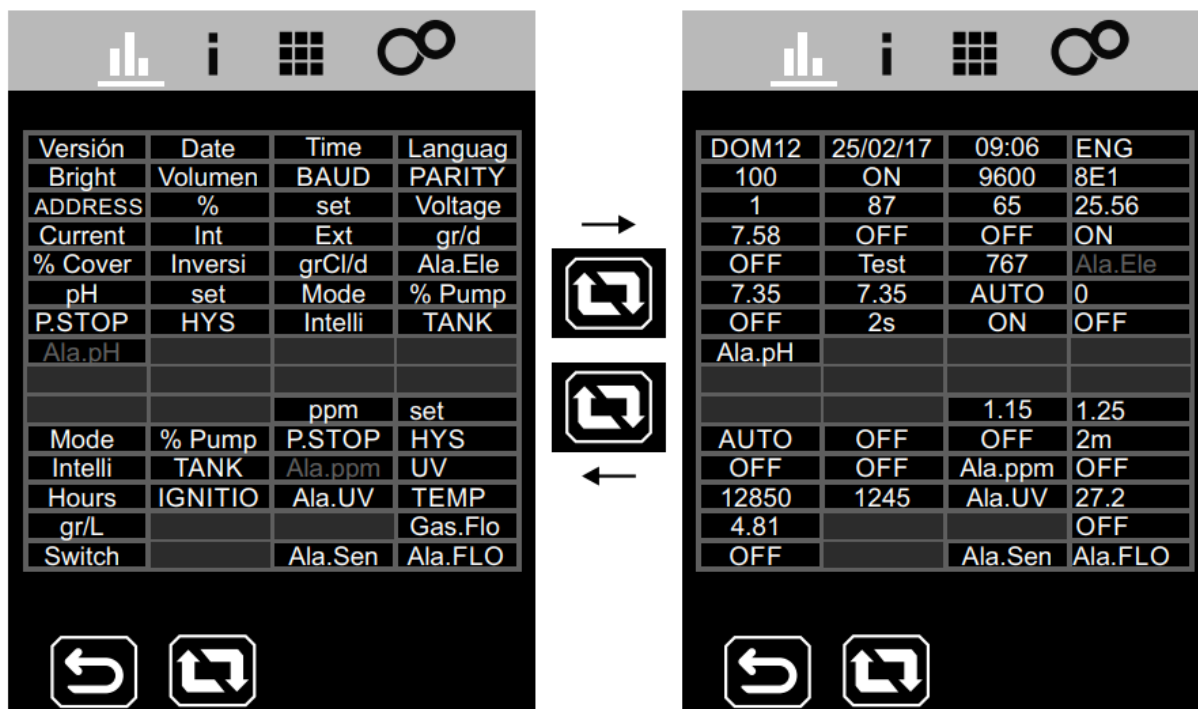 Versión Date Time Languag
Bright Volumen BAUD PARITY
ADDRESS % set Voltage
Current Int Ext gr/d
% Cover Inversi grCl/d Ala.Ele
pH set Mode % Pump
P.STOP HYS Intelli TANK
Ala.pH
ppm set
Mode % Pump P.STOP HYS
Intelli TANK Ala.ppm UV
Hours IGNITIO Ala.UV TEMP
gr/L Gas.Flo
Switch Ala.Sen Ala.FLO
DOM12 25/02/17 09:06 ENG
100 ON 9600 8E1
1 87 65 25.56
7.58 OFF OFF ON
OFF Test 767 Ala.Ele
7.35 7.35 AUTO 0
OFF 2s ON OFF
Ala.pH
1.15 1.25
AUTO OFF OFF 2m
OFF OFF Ala.ppm OFF
12850 1245 Ala.UV 27.2
4.81 OFF
OFF Ala.Sen Ala.FLO